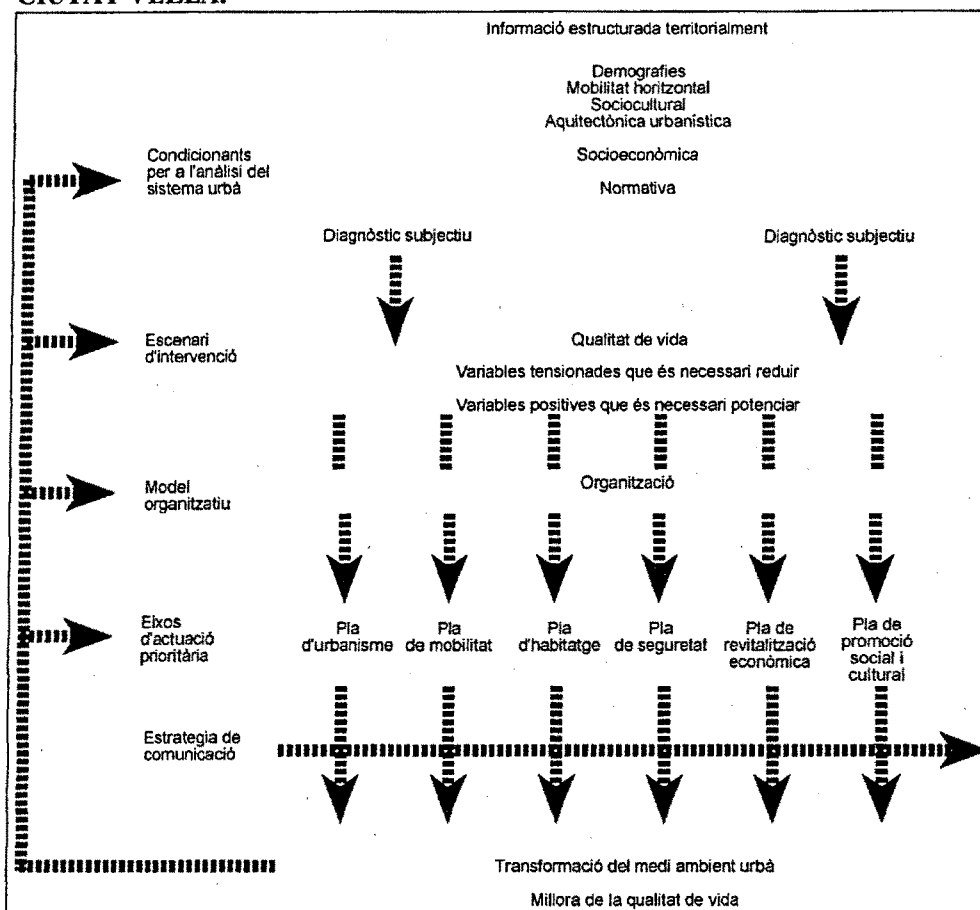 CIUTAT VELLA.
Informació estructurada territorialment
Demografies
Mobilitat horitzontal
Sociocultural
Aquitectònica urbanística
Socioeconòmica
Normativa
Condicionants
per a l'anàlisi del
sistema urbà
Diagnòstic subjectiu
Diagnòstic subjectiu
Escenari
d'intervenció
Qualitat de vida
Variables tensionades que és necessari reduir
Variables positives que és necessari potenciar
Model
organitzatiu
Organització
Eixos
d'actuació
prioritària
Pla
d'urbanisme
Pla
de mobilitat
Pla
d'habitatge
Pla
de seguretat
Pla de
revitalització
econòmica
Pla de
promoció
social i
cultural
Estrategia de
comunicació
Transformació del medi ambient urbà
Millora de la qualitat de vida